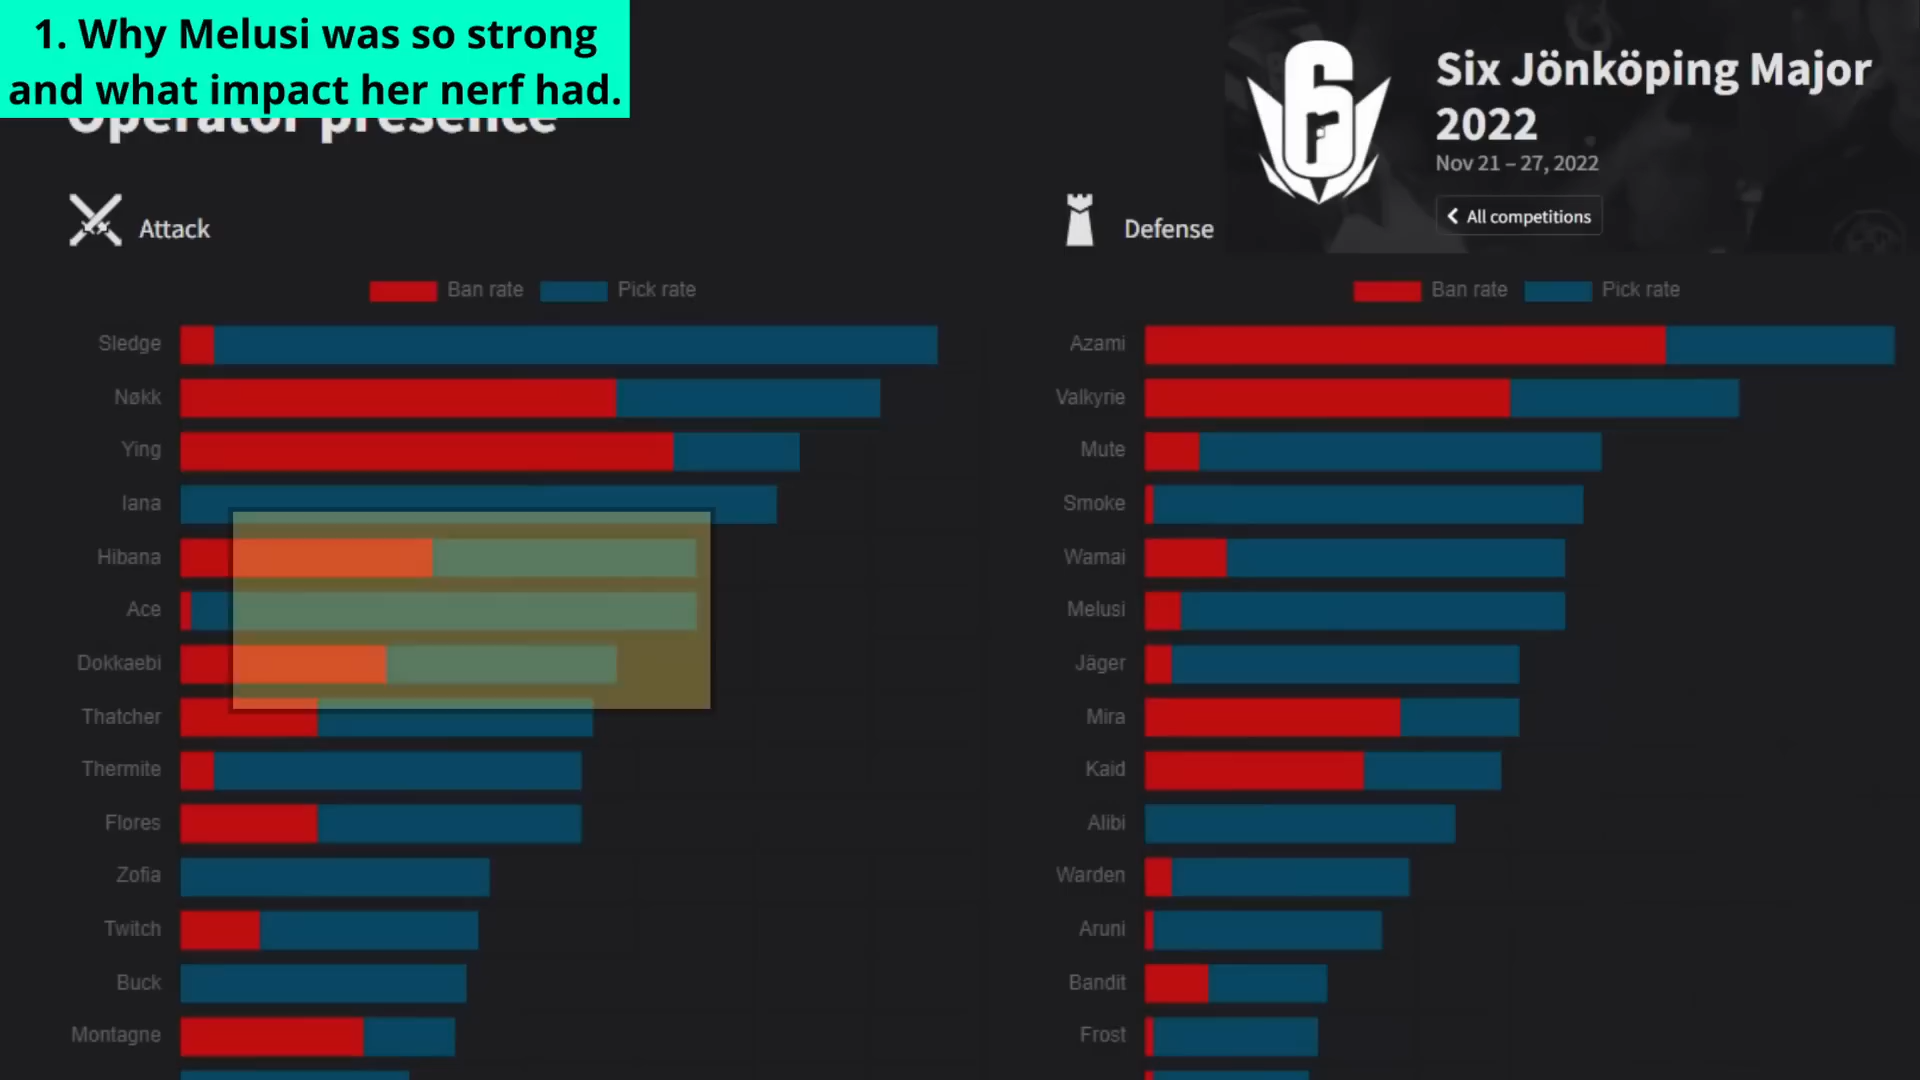 1. Why Melusi was so strong
and what impact her nerf had.
Operator presence
Six Jönköping Major
2022
Nov 21 – 27, 2022
All competitions
Attack
Ban rate Pick rate
Sledge
Nøkk
Ying
Iana
Hibana
Ace
Dokkaebi
Thatcher
Thermite
Flores
Zofia
Twitch
Buck
Montagne
Defense
Ban rate Pick rate
Azami
Valkyrie
Mute
Smoke
Wamai
Melusi
Jäger
Mira
Kaid
Alibi
Warden
Aruni
Bandit
Frost